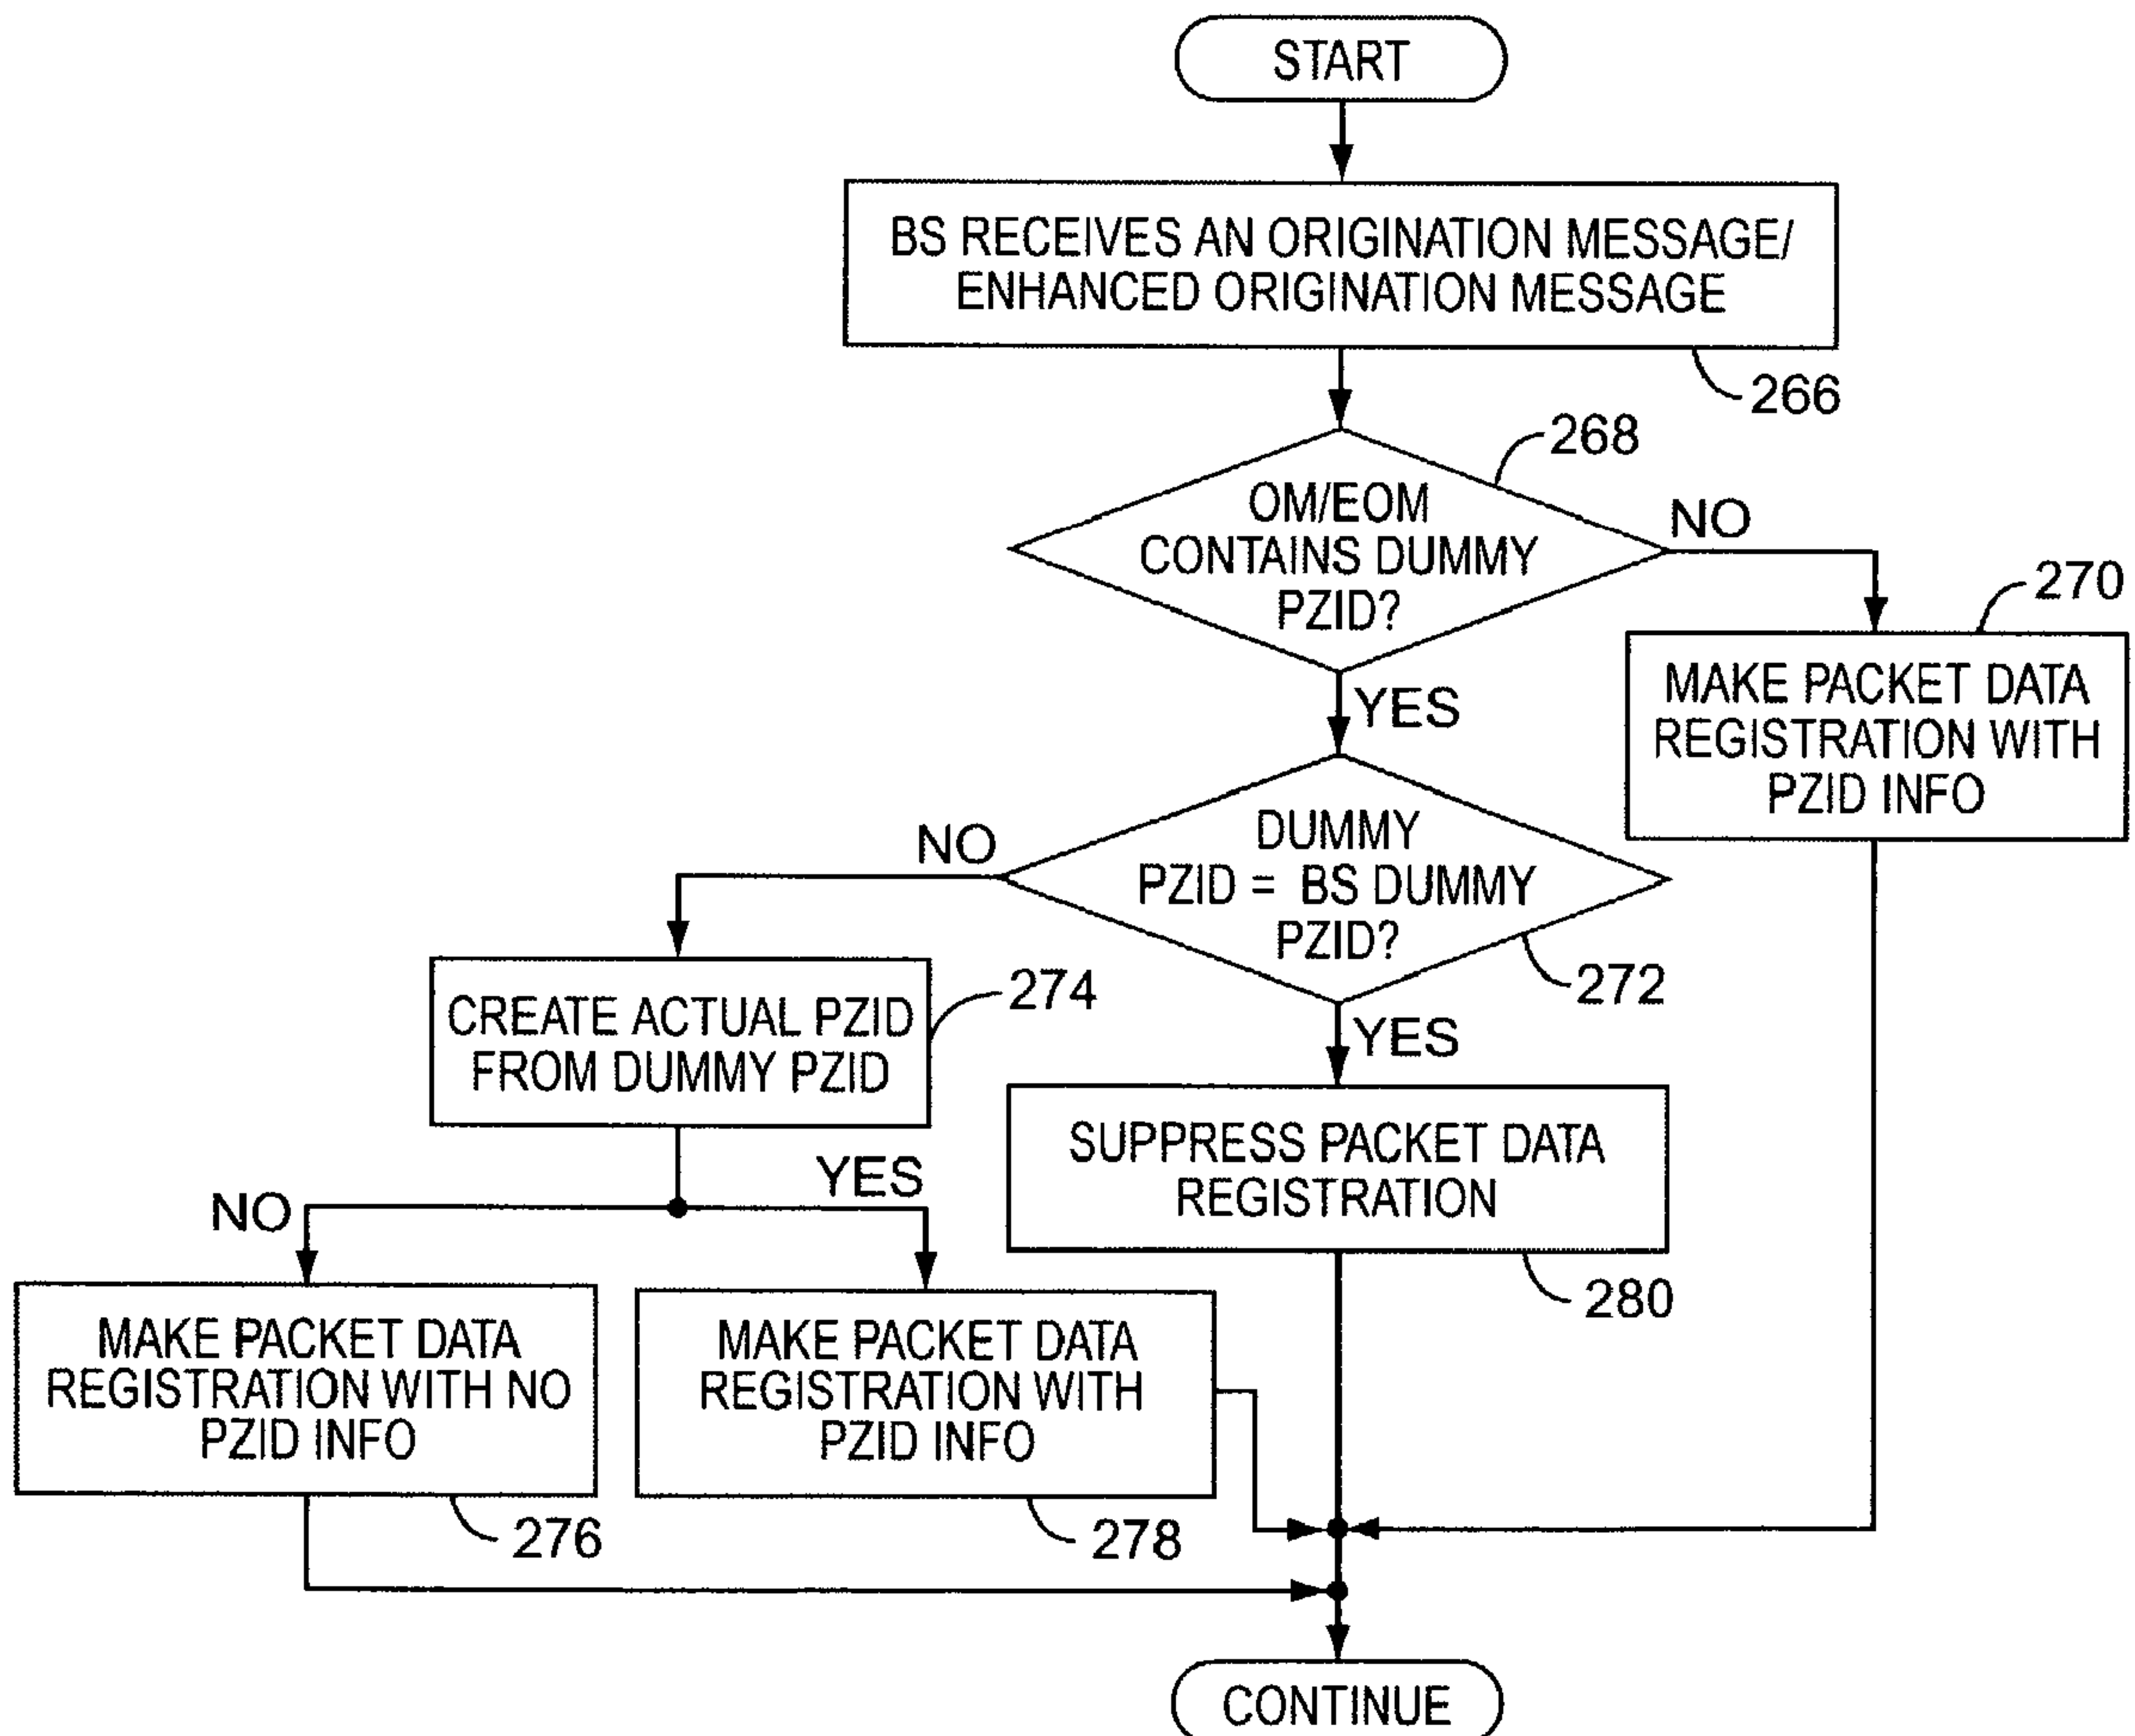 START
BS RECEIVES AN ORIGINATION MESSAGE/
ENHANCED ORIGINATION MESSAGE
266
268
OM/EOM
CONTAINS DUMMY
PZID?
NO
270
MAKE PACKET DATA
REGISTRATION WITH
PZID INFO
YES
DUMMY
PZID = BS DUMMY
PZID?
NO
272
274
CREATE ACTUAL PZID
FROM DUMMY PZID
YES
SUPPRESS PACKET DATA
REGISTRATION
280
NO
YES
MAKE PACKET DATA
REGISTRATION WITH NO
PZID INFO
276
MAKE PACKET DATA
REGISTRATION WITH
PZID INFO
278
CONTINUE